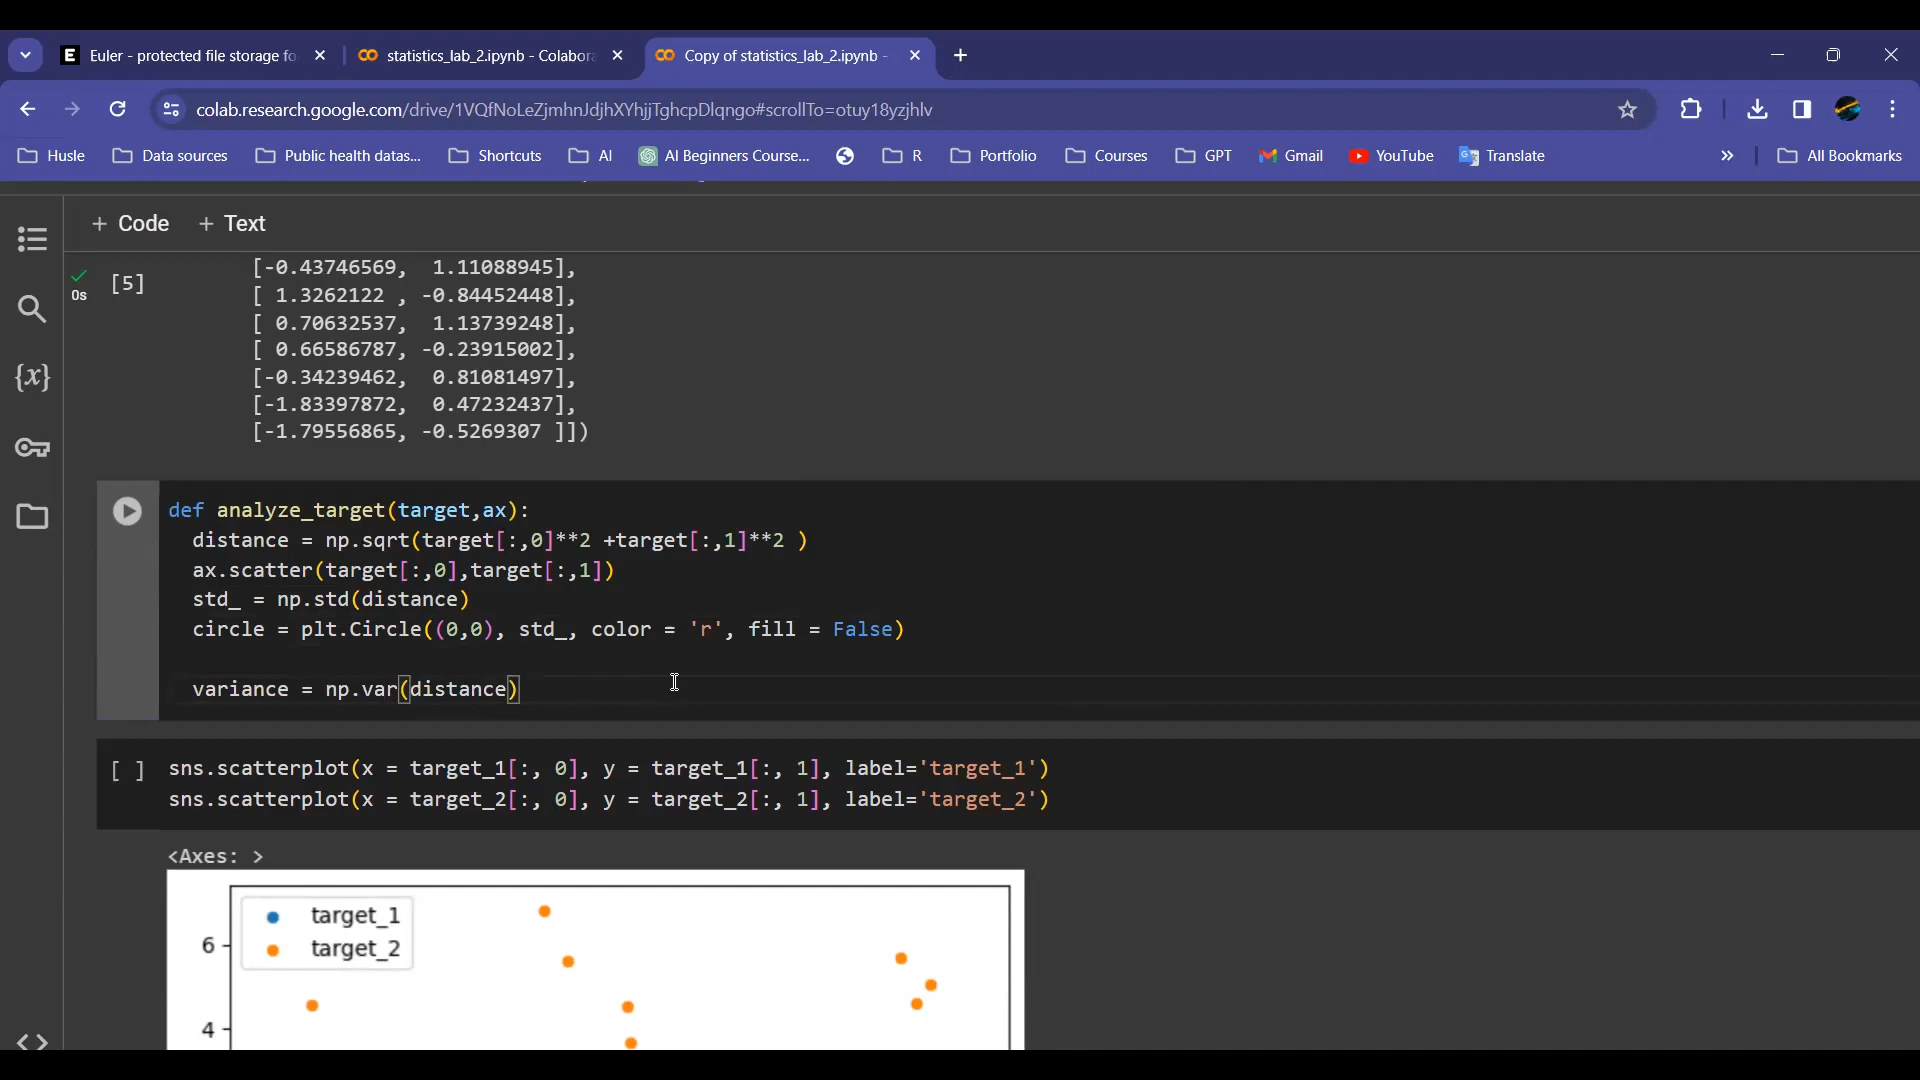 Euler - protected file storage fo
statistics_lab_2.ipynb - Colabor
Copy of statistics_lab_2.ipynb -
colab.research.google.com/drive/1VQfNoLeZjmhnJdjhXYhjjTghcpDlqngo#scrollTo=otuy18yzjhlv
Husle
Data sources
Public health datas...
Shortcuts
AI
AI Beginners Course...
R
Portfolio
Courses
GPT
Gmail
YouTube
Translate
All Bookmarks
+ Code + Text
[5]
0s
[-0.43746569, 1.11088945],
[ 1.3262122 , -0.84452448],
[ 0.70632537, 1.13739248],
[ 0.66586787, -0.23915002],
[-0.34239462, 0.81081497],
[-1.83397872, 0.47232437],
[-1.79556865, -0.5269307 ]])
def analyze_target(target,ax):
distance = np.sqrt(target[:,0]**2 +target[:,1]**2 )
ax.scatter(target[:,0],target[:,1])
std_ = np.std(distance)
circle = plt.Circle((0,0), std_, color = 'r', fill = False)
variance = np.var(distance)
[ ] sns.scatterplot(x = target_1[:, 0], y = target_1[:, 1], label='target_1')
sns.scatterplot(x = target_2[:, 0], y = target_2[:, 1], label='target_2')
<Axes: >
target_1
target_2
6
4